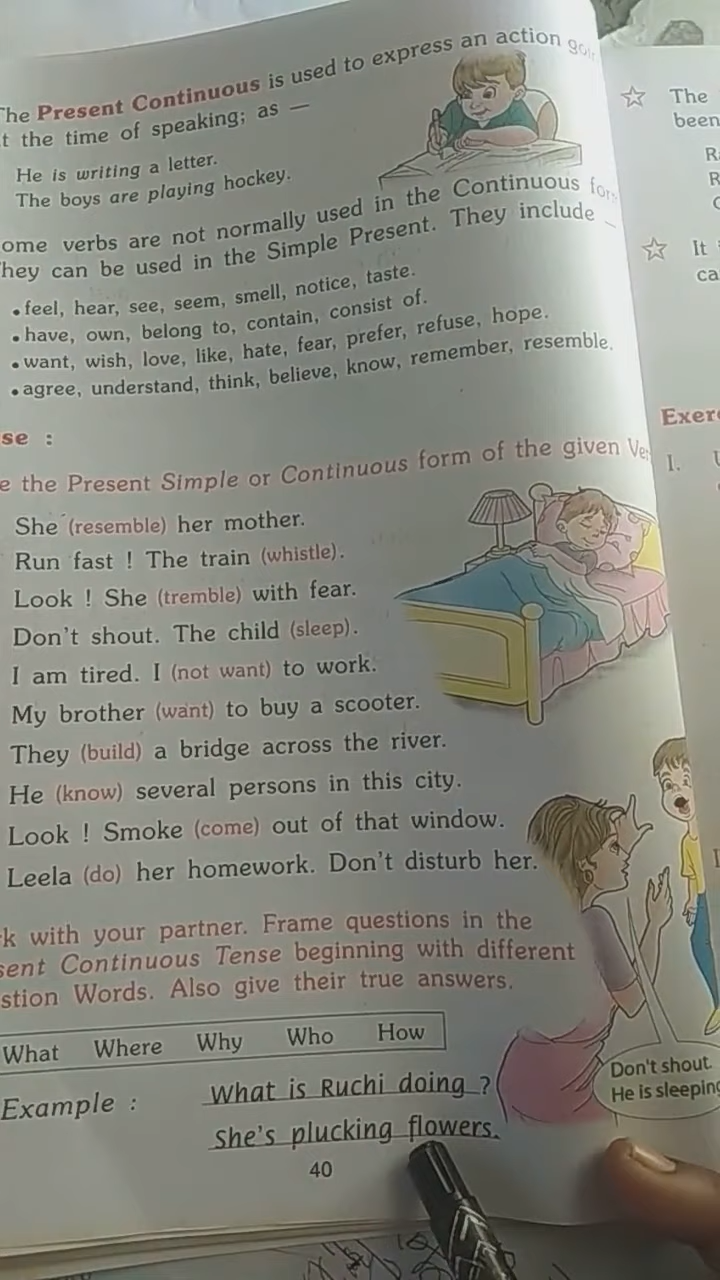 The Present Continuous is used to express an action
the time of speaking; as —
He is writing a letter.
The boys are playing hockey.
verbs are not normally used in the Continuous
They can be used in the Simple Present. They include —
• feel, hear, see, seem, smell, notice, taste.
• have, own, belong to, contain, consist of.
• want, wish, love, like, hate, fear, prefer, refuse, hope.
• agree, understand, think, believe, know, remember, resemble.
se :
the Present Simple or Continuous form of the given
She (resemble) her mother.
Run fast ! The train (whistle).
Look ! She (tremble) with fear.
Don't shout. The child (sleep).
I am tired. I (not want) to work.
My brother (want) to buy a scooter.
They (build) a bridge across the river.
He (know) several persons in this city.
Look ! Smoke (come) out of that window.
Leela (do) her homework. Don't disturb her.
k with your partner. Frame questions in the
sent Continuous Tense beginning with different
stion Words. Also give their true answers.
What Where Why Who How
Example : What is Ruchi doing ?
She's plucking flowers.
Don't shout.
He is sleeping
40
☆ The
been
☆ It
ca
Exer
I.